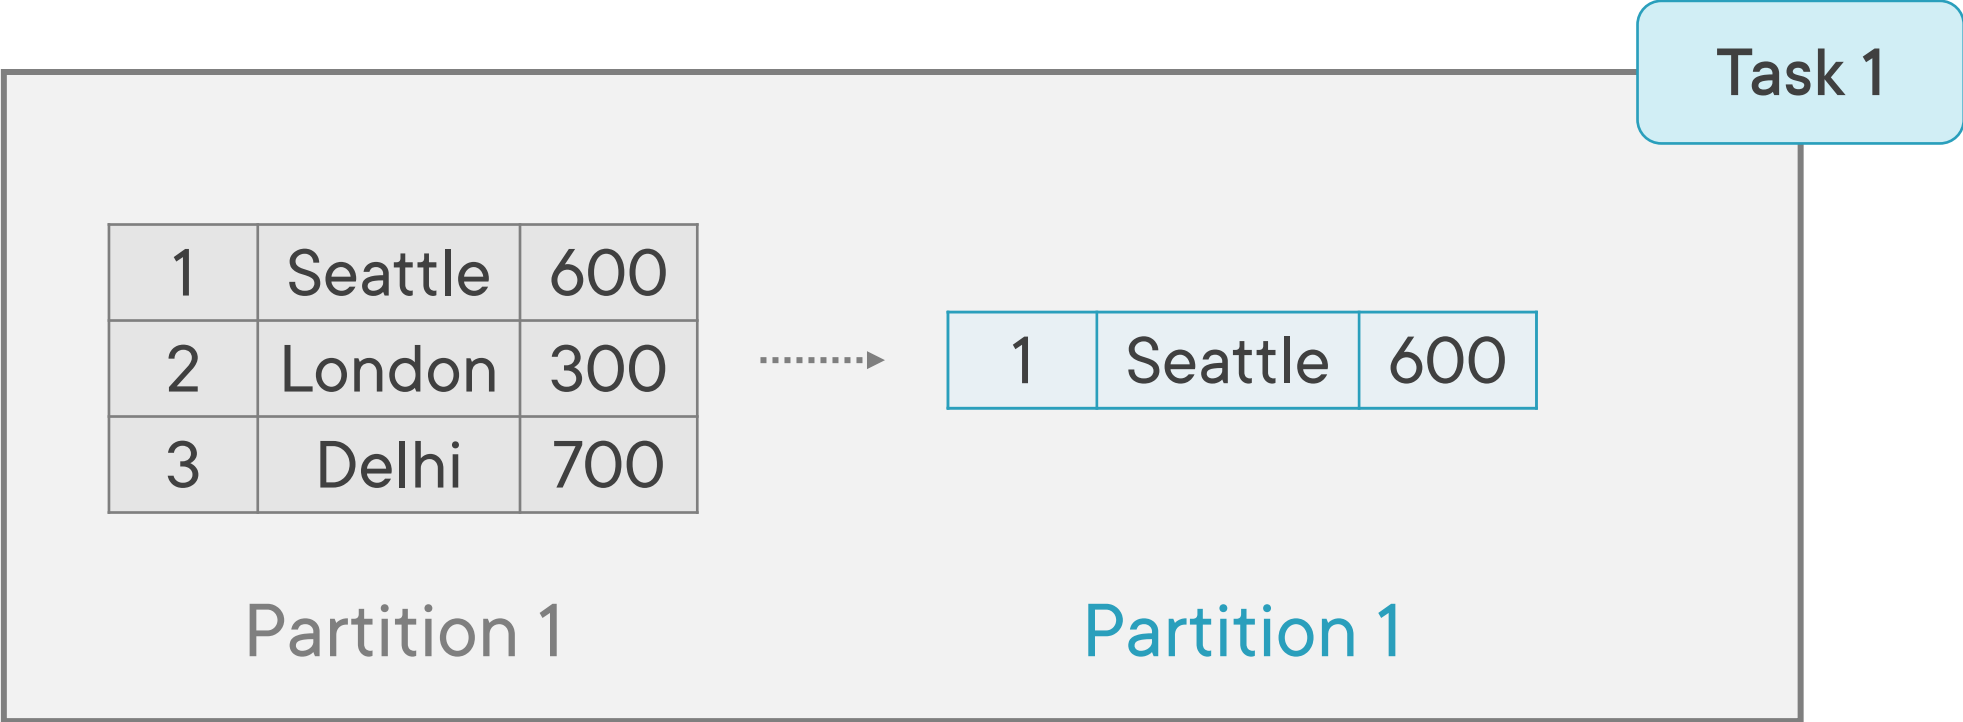 Task 1
1 Seattle 600
2 London 300
3 Delhi 700
1 Seattle 600
Partition 1
Partition 1